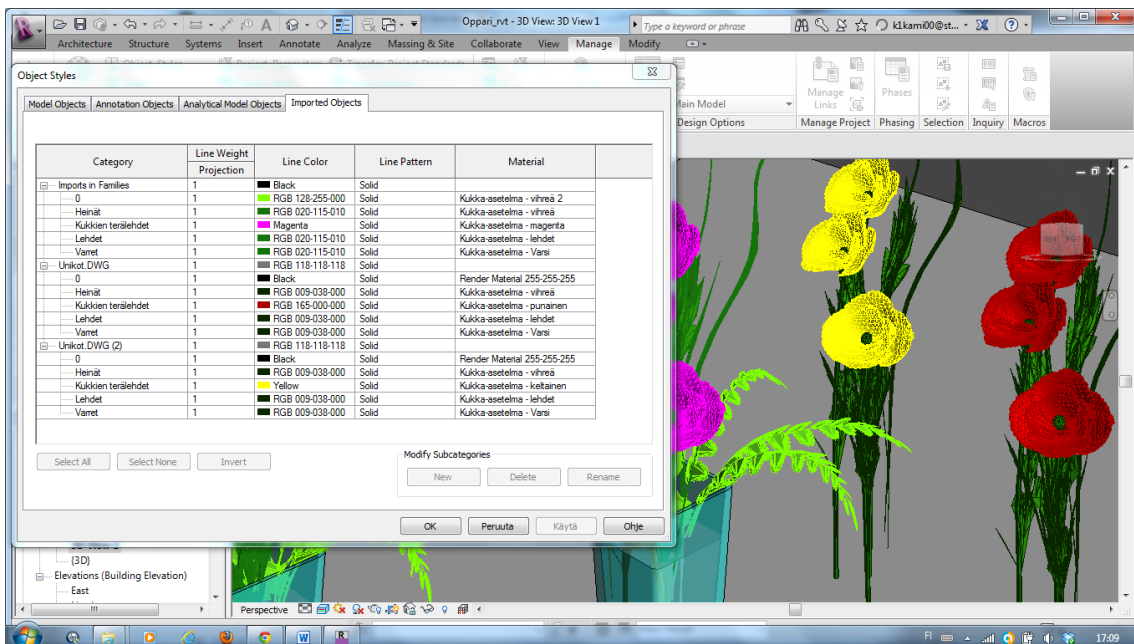 Oppari_rvt - 3D View: 3D View 1
Type a keyword or phrase
k1kami00@st...
Architecture Structure Systems Insert Annotate Analyze Massing & Site Collaborate View Manage Modify
Object Styles
Model Objects Annotation Objects Analytical Model Objects Imported Objects
Main Model
Manage Links
Phases
Design Options Manage Project Phasing Selection Inquiry Macros
Category Line Weight Line Color Line Pattern Material
Projection
Imports in Families 1 Black Solid
0 1 RGB 128-255-000 Solid Kukka-asetelma - vihreä 2
Heinät 1 RGB 020-115-010 Solid Kukka-asetelma - vihreä
Kukkien terälehdet 1 Magenta Solid Kukka-asetelma - magenta
Lehdet 1 RGB 020-115-010 Solid Kukka-asetelma - lehdet
Varret 1 RGB 020-115-010 Solid Kukka-asetelma - Varsi
Unikot.DWG 1 RGB 118-118-118 Solid
0 1 Black Solid Render Material 255-255-255
Heinät 1 RGB 009-038-000 Solid Kukka-asetelma - vihreä
Kukkien terälehdet 1 RGB 165-000-000 Solid Kukka-asetelma - punainen
Lehdet 1 RGB 009-038-000 Solid Kukka-asetelma - lehdet
Varret 1 RGB 009-038-000 Solid Kukka-asetelma - Varsi
Unikot.DWG (2) 1 RGB 118-118-118 Solid
0 1 Black Solid Render Material 255-255-255
Heinät 1 RGB 009-038-000 Solid Kukka-asetelma - vihreä
Kukkien terälehdet 1 Yellow Solid Kukka-asetelma - keltainen
Lehdet 1 RGB 009-038-000 Solid Kukka-asetelma - lehdet
Varret 1 RGB 009-038-000 Solid Kukka-asetelma - Varsi
Select All Select None Invert
Modify Subcategories
New Delete Rename
OK Peruuta Käytä Ohje
{3D}
Elevations (Building Elevation)
East
Perspective
FI 17:09